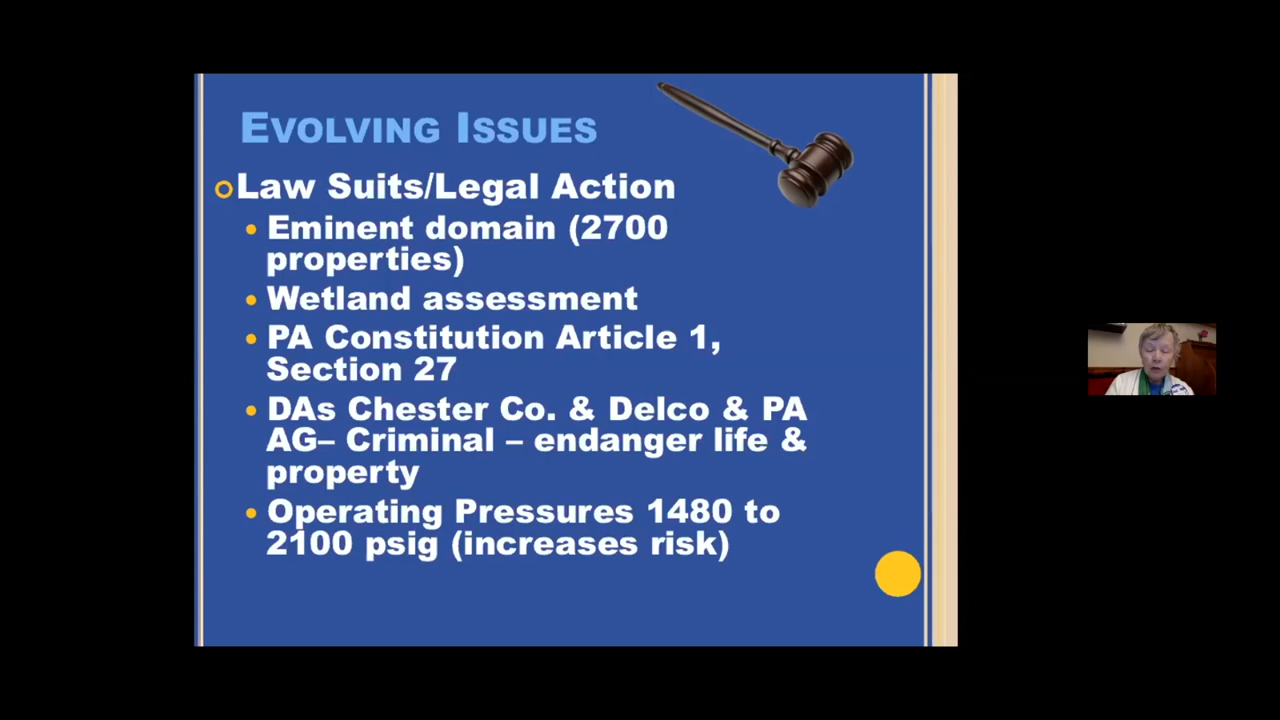 EVOLVING ISSUES
Law Suits/Legal Action
Eminent domain (2700
properties)
Wetland assessment
PA Constitution Article 1,
Section 27
DAs Chester Co. & Delco & PA
AG– Criminal – endanger life &
property
Operating Pressures 1480 to
2100 psig (increases risk)